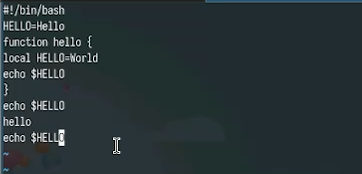 #!/bin/bash
HELLO=Hello
function hello {
local HELLO=World
echo $HELLO
}
echo $HELLO
hello
echo $HELLO
~
~